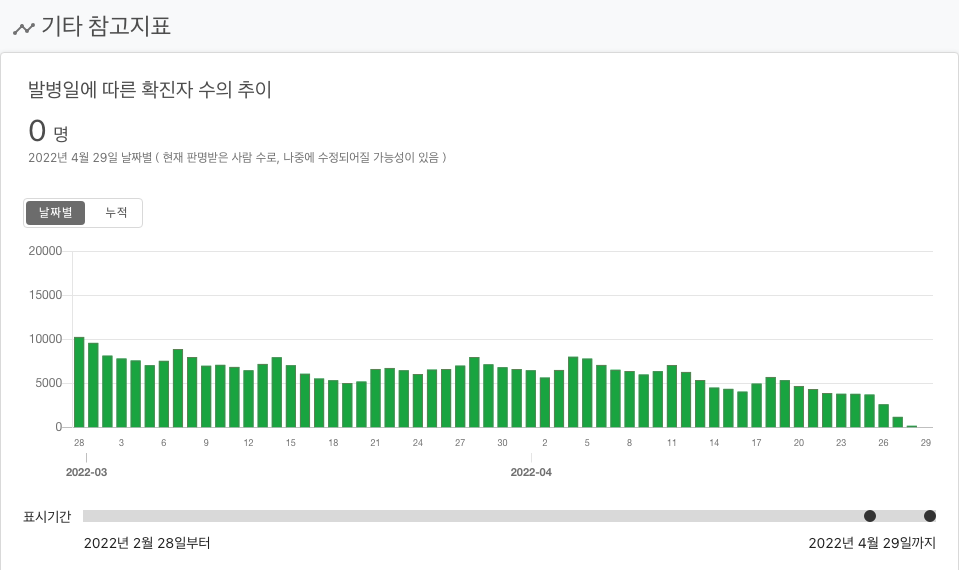 기타 참고지표
발병일에 따른 확진자 수의 추이
0 명
2022년 4월 29일 날짜별 ( 현재 판명받은 사람 수로, 나중에 수정되어질 가능성이 있음 )
날짜별 누적
20000
15000
10000
5000
0
28 3 6 9 12 15 18 21 24 27 30 2 5 8 11 14 17 20 23 26 29
2022-03 2022-04
표시기간
2022년 2월 28일부터 2022년 4월 29일까지